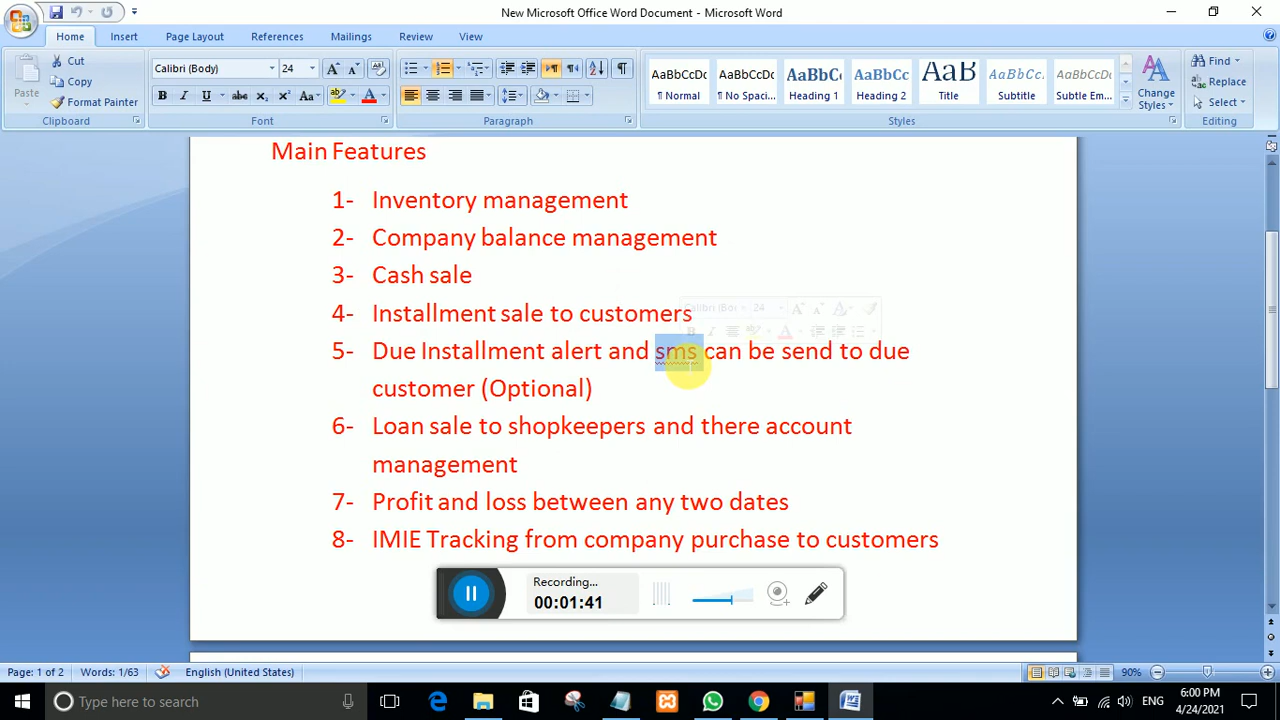 New Microsoft Office Word Document - Microsoft Word
Home Insert Page Layout References Mailings Review View
Paste
Cut
Copy
Format Painter
Clipboard
Calibri (Body) 24
Font
Paragraph
AaBbCcDc AaBbCcDc AaBbC AaBbCc AaB AaBbCc. AaBbCcDc
¶ Normal ¶ No Spaci... Heading 1 Heading 2 Title Subtitle Subtle Em...
Change Styles
Styles
Find
Replace
Select
Editing
Main Features
1- Inventory management
2- Company balance management
3- Cash sale
4- Installment sale to customers
5- Due Installment alert and sms can be send to due
customer (Optional)
6- Loan sale to shopkeepers and there account
management
7- Profit and loss between any two dates
8- IMIE Tracking from company purchase to customers
Recording...
00:01:41
Page: 1 of 2 Words: 1/63 English (United States) 90%
Type here to search
ENG
6:00 PM
4/24/2021